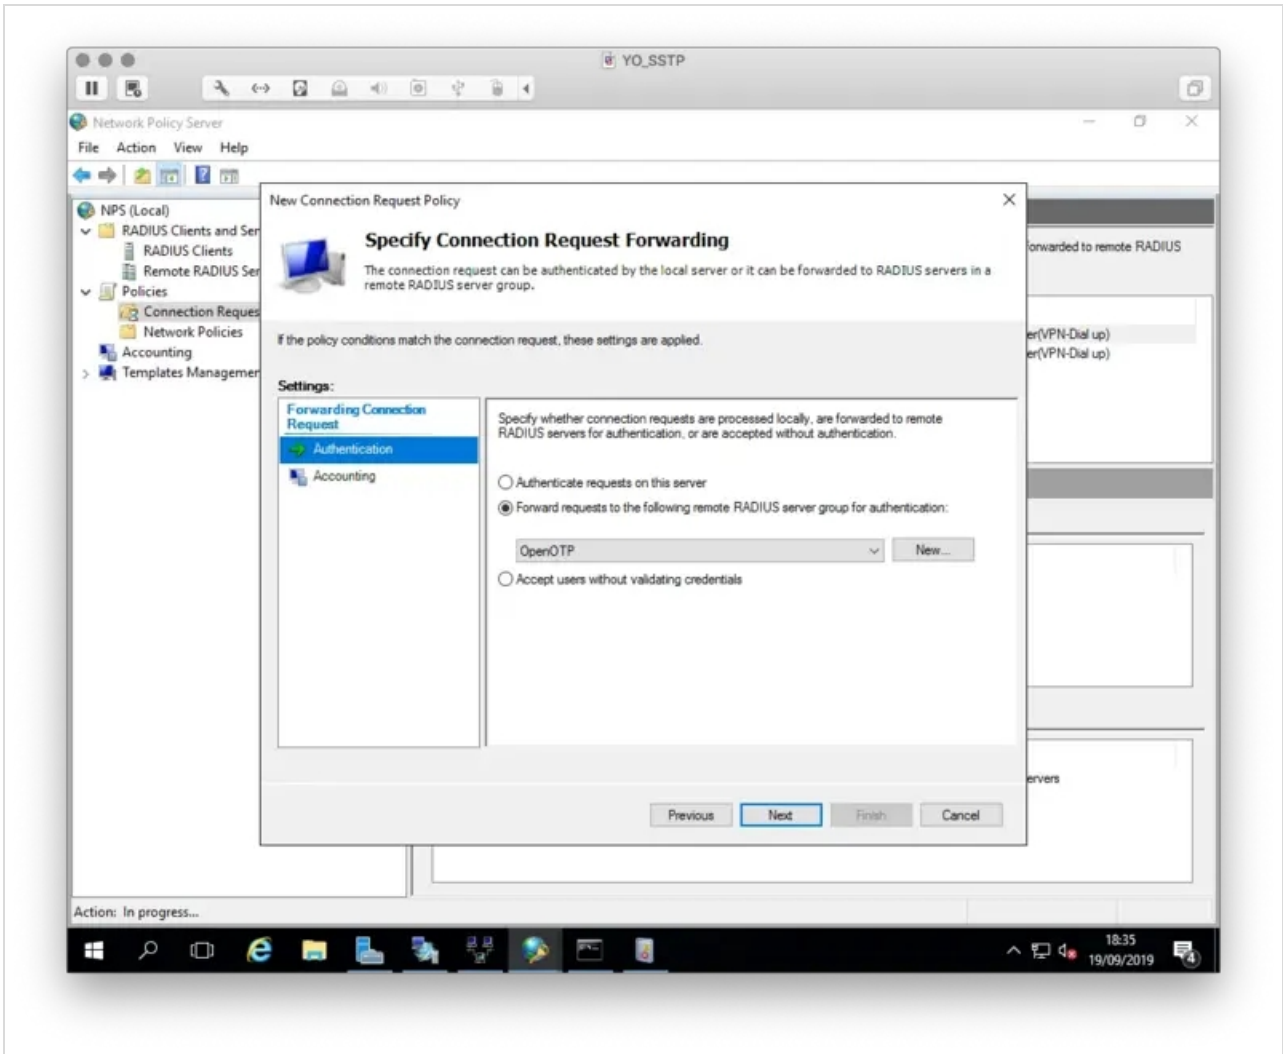 YO_SSTP
Network Policy Server
File Action View Help
NPS (Local)
RADIUS Clients and Ser
RADIUS Clients
Remote RADIUS Ser
Policies
Connection Reques
Network Policies
Accounting
Templates Managemer
New Connection Request Policy
Specify Connection Request Forwarding
The connection request can be authenticated by the local server or it can be forwarded to RADIUS servers in a
remote RADIUS server group.
If the policy conditions match the connection request, these settings are applied.
Settings:
Forwarding Connection
Request
Authentication
Accounting
Specify whether connection requests are processed locally, are forwarded to remote
RADIUS servers for authentication, or are accepted without authentication.
Authenticate requests on this server
Forward requests to the following remote RADIUS server group for authentication:
OpenOTP
New...
Accept users without validating credentials
Previous Next Finish Cancel
orwarded to remote RADIUS
er(VPN-Dial up)
er(VPN-Dial up)
ervers
Action: In progress...
18:35
19/09/2019
4